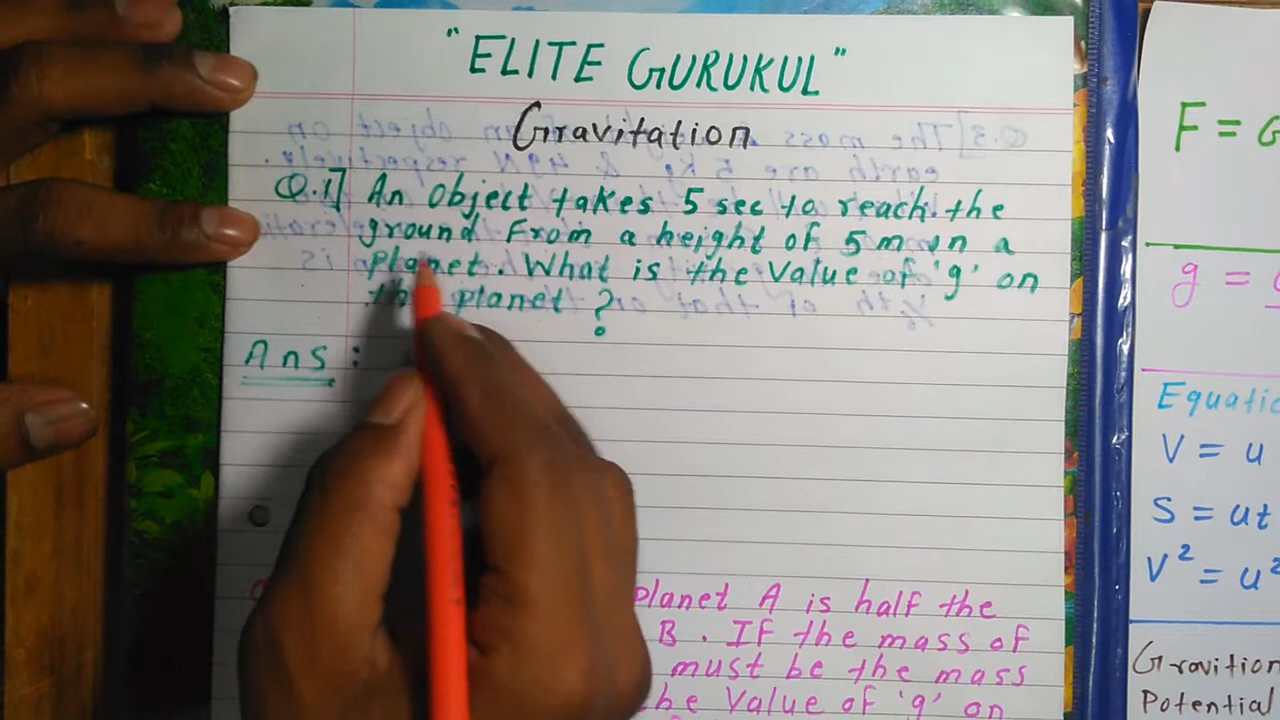 "ELITE GURUKUL"
Gravitation
Q.1] An object takes 5 sec to reach the
ground From a height of 5 m in a
planet. What is the Value of 'g' on
the planet ?
Ans :
planet A is half the
B. If the mass of
must be the mass
the Value of 'g' on
F = G
g =
Equatio
V = u
S = ut
V² = u²
Gravition
Potential